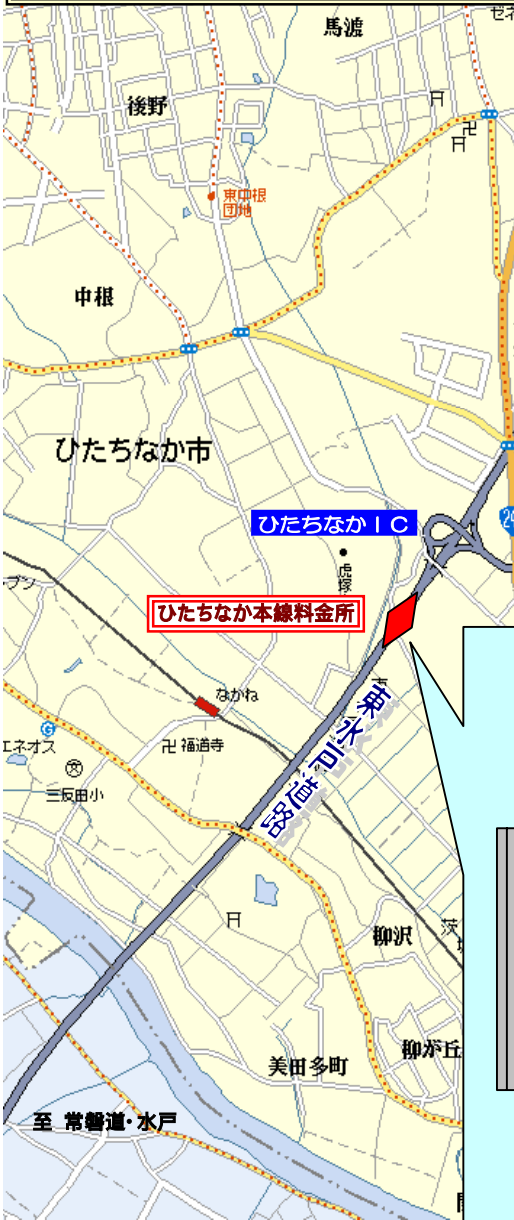 馬渡
後野
東中根
団地
中根
ひたちなか市
ひたちなかIC
虎塚
ひたちなか本線料金所
なかね
東水戸道路
エネオス
卍 福道寺
三反田小
柳沢
柳が丘
美田多町
至 常磐道・水戸